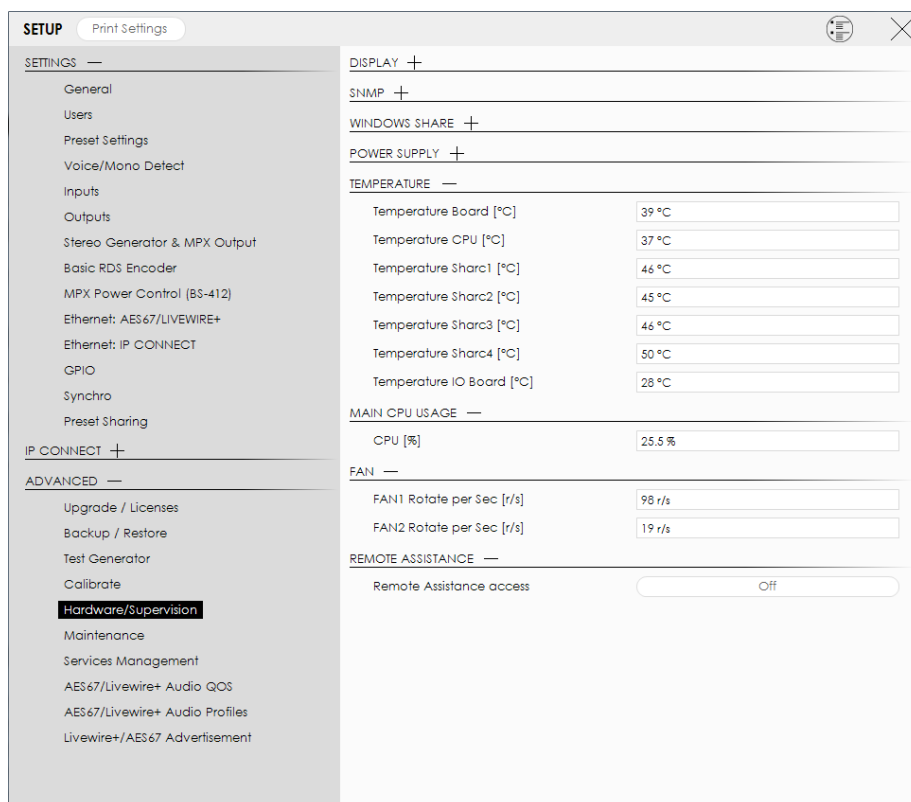 SETUP Print Settings
SETTINGS
General
Users
Preset Settings
Voice/Mono Detect
Inputs
Outputs
Stereo Generator & MPX Output
Basic RDS Encoder
MPX Power Control (BS-412)
Ethernet: AES67/LIVEWIRE+
Ethernet: IP CONNECT
GPIO
Synchro
Preset Sharing
IP CONNECT
ADVANCED
Upgrade / Licenses
Backup / Restore
Test Generator
Calibrate
Hardware/Supervision
Maintenance
Services Management
AES67/Livewire+ Audio QOS
AES67/Livewire+ Audio Profiles
Livewire+/AES67 Advertisement
DISPLAY
SNMP
WINDOWS SHARE
POWER SUPPLY
TEMPERATURE
Temperature Board [°C] 39 °C
Temperature CPU [°C] 37 °C
Temperature Sharc1 [°C] 46 °C
Temperature Sharc2 [°C] 45 °C
Temperature Sharc3 [°C] 46 °C
Temperature Sharc4 [°C] 50 °C
Temperature IO Board [°C] 28 °C
MAIN CPU USAGE
CPU [%] 25.5 %
FAN
FAN1 Rotate per Sec [r/s] 98 r/s
FAN2 Rotate per Sec [r/s] 19 r/s
REMOTE ASSISTANCE
Remote Assistance access Off